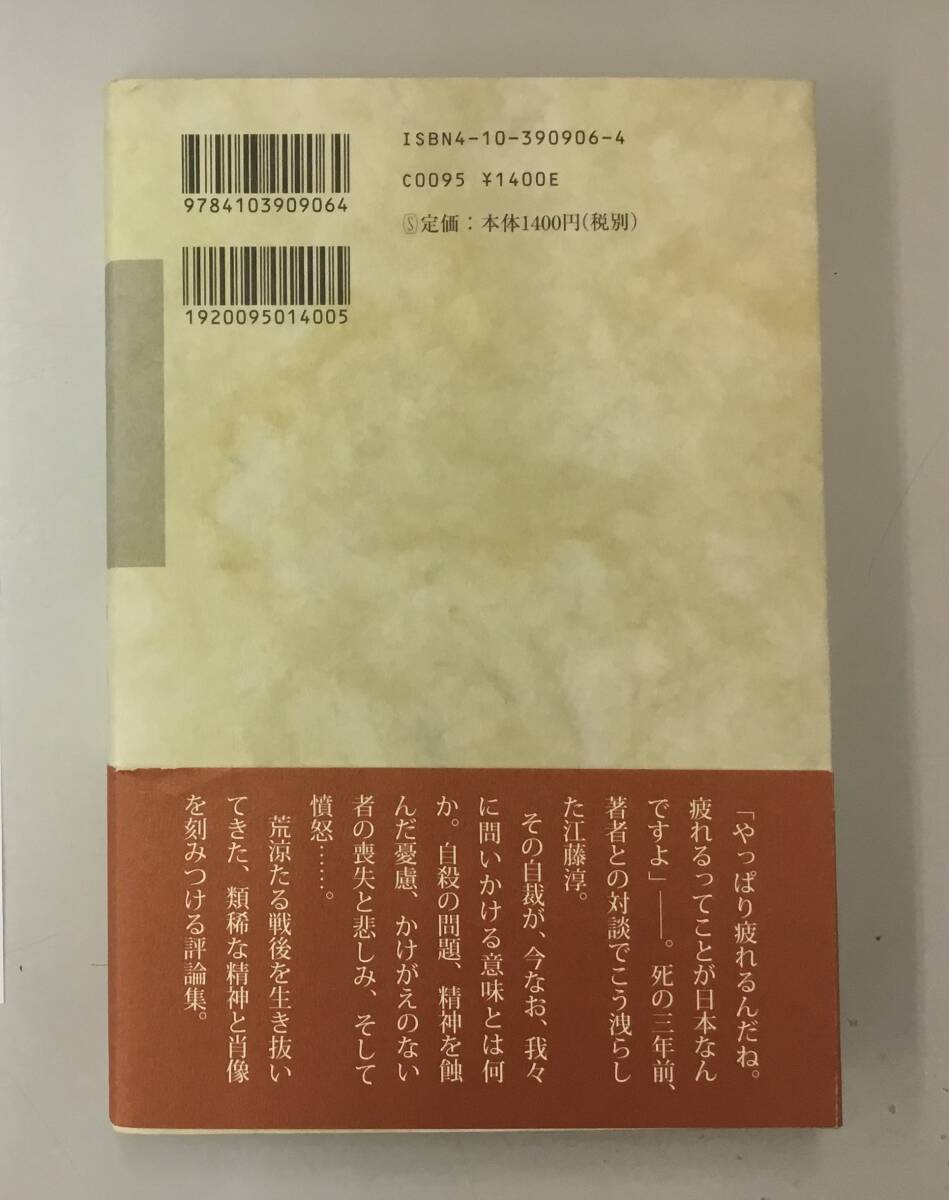 ISBN4-10-390906-4
C0095 ¥1400E
Ⓢ定価：本体1400円(税別)
9784103909064
1920095014005
「やっぱり疲れるんだね。
疲れるってことが日本なん
ですよ」――。死の三年前、
著者との対談でこう洩らし
た江藤淳。
その自裁が、今なお、我々
に問いかける意味とは何
か。自殺の問題、精神を蝕
んだ憂慮、かけがえのない
者の喪失と悲しみ、そして
憤怒……。
荒涼たる戦後を生き抜い
てきた、類稀な精神と肖像
を刻みつける評論集。